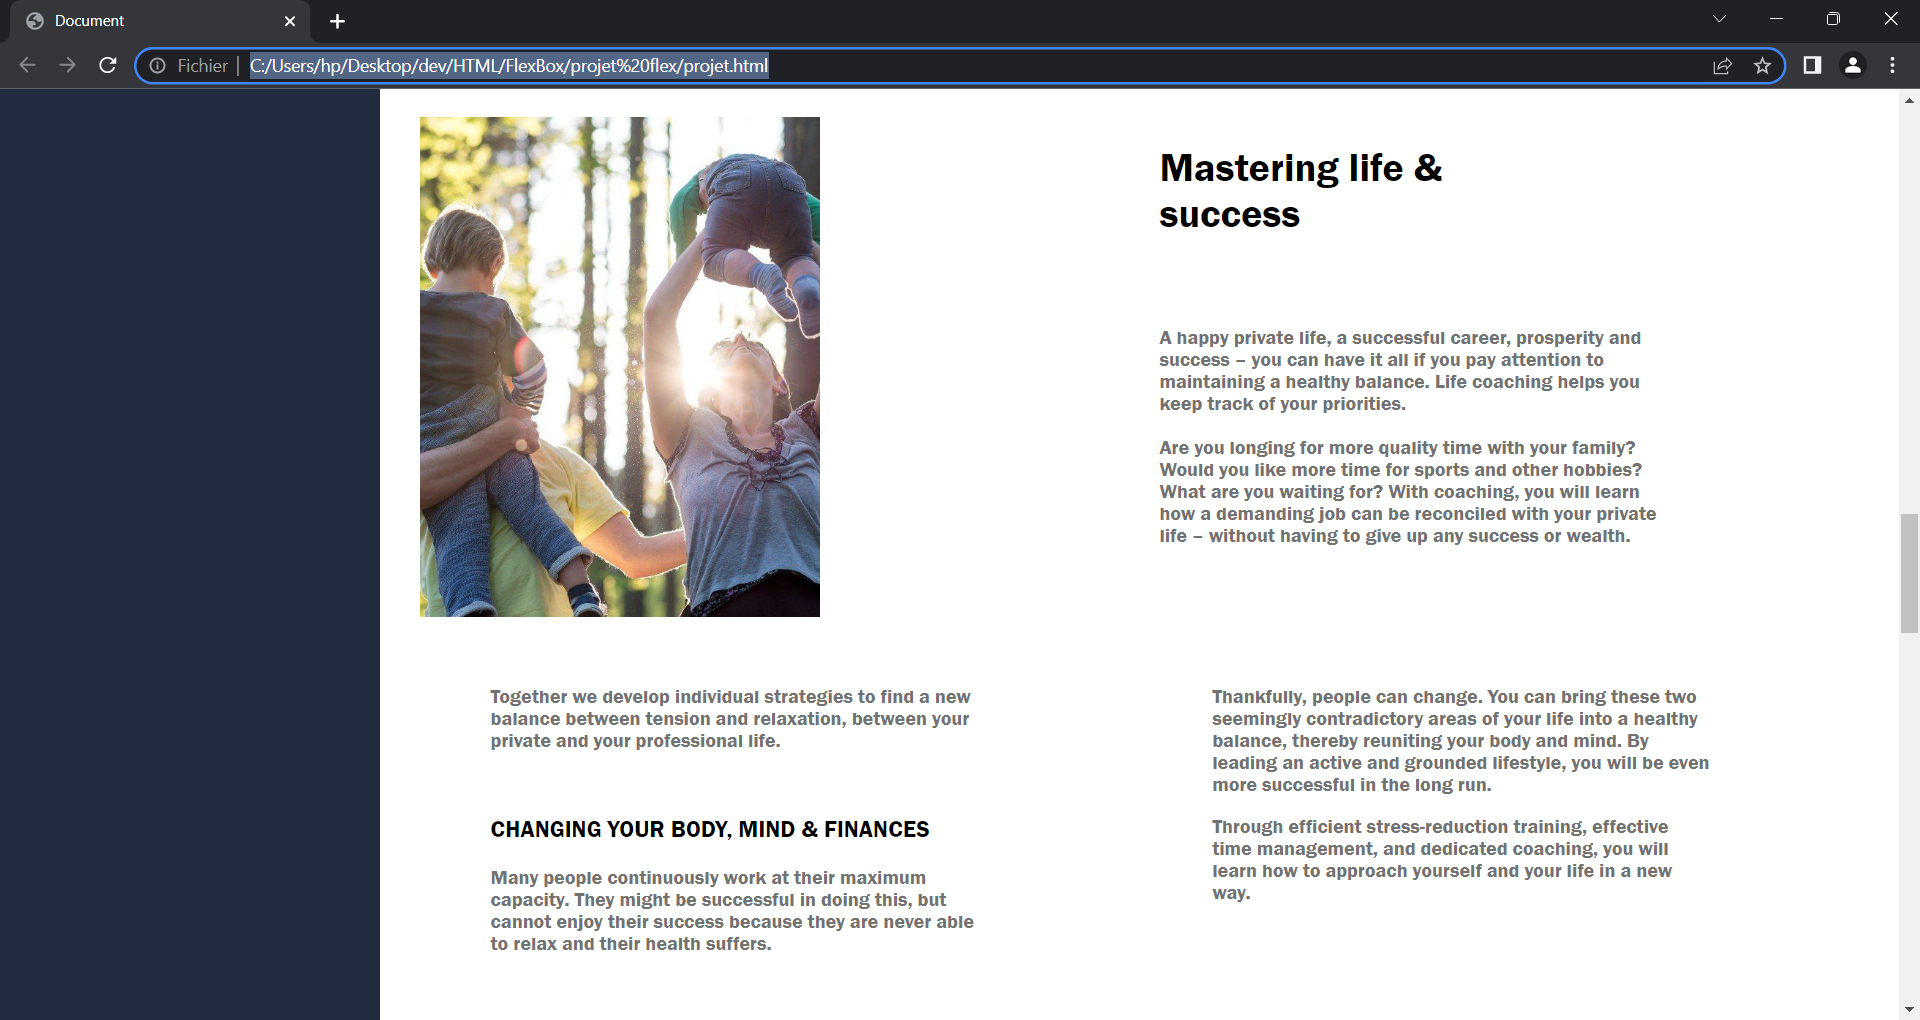 Document
Fichier
C:/Users/hp/Desktop/dev/HTML/FlexBox/projet%20flex/projet.html
Mastering life &
success
A happy private life, a successful career, prosperity and
success – you can have it all if you pay attention to
maintaining a healthy balance. Life coaching helps you
keep track of your priorities.
Are you longing for more quality time with your family?
Would you like more time for sports and other hobbies?
What are you waiting for? With coaching, you will learn
how a demanding job can be reconciled with your private
life – without having to give up any success or wealth.
Together we develop individual strategies to find a new
balance between tension and relaxation, between your
private and your professional life.
CHANGING YOUR BODY, MIND & FINANCES
Many people continuously work at their maximum
capacity. They might be successful in doing this, but
cannot enjoy their success because they are never able
to relax and their health suffers.
Thankfully, people can change. You can bring these two
seemingly contradictory areas of your life into a healthy
balance, thereby reuniting your body and mind. By
leading an active and grounded lifestyle, you will be even
more successful in the long run.
Through efficient stress-reduction training, effective
time management, and dedicated coaching, you will
learn how to approach yourself and your life in a new
way.